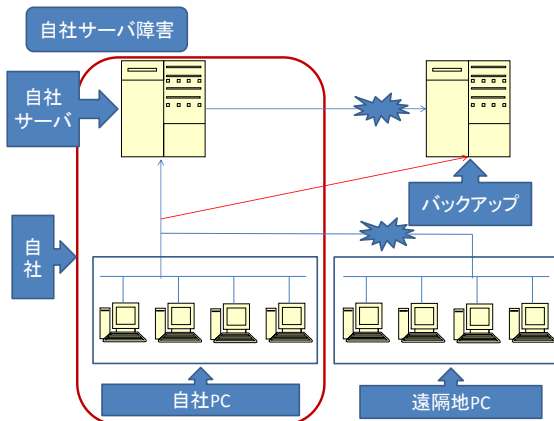 自社サーバ障害
自社
サーバ
バックアップ
自
社
自社PC
遠隔地PC